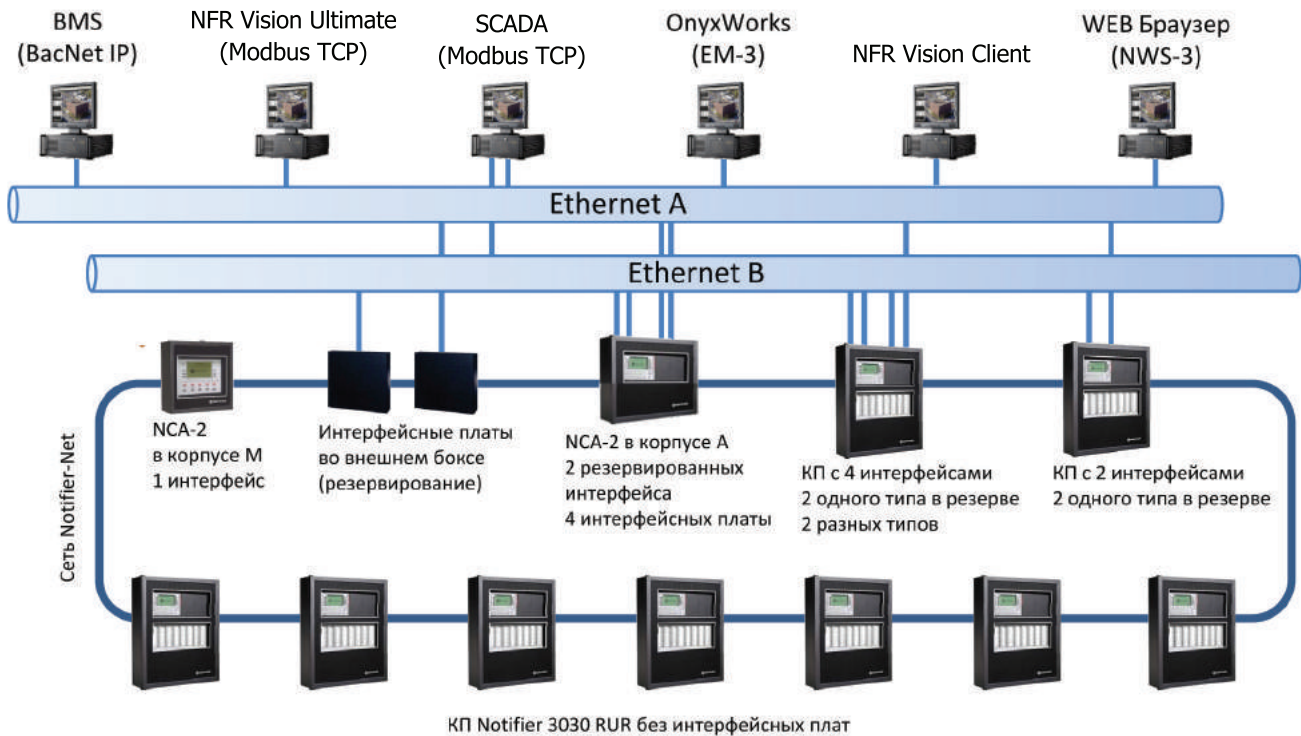 BMS
(BacNet IP)
NFR Vision Ultimate
(Modbus TCP)
SCADA
(Modbus TCP)
OnyxWorks
(EM-3)
NFR Vision Client
WEB Браузер
(NWS-3)
Ethernet A
Ethernet B
NCA-2
в корпусе М
1 интерфейс
Интерфейсные платы
во внешнем боксе
(резервирование)
NCA-2 в корпусе А
2 резервированных
интерфейса
4 интерфейсных платы
КП с 4 интерфейсами
2 одного типа в резерве
2 разных типов
КП с 2 интерфейсами
2 одного типа в резерве
Сеть Notifier-Net
КП Notifier 3030 RUR без интерфейсных плат